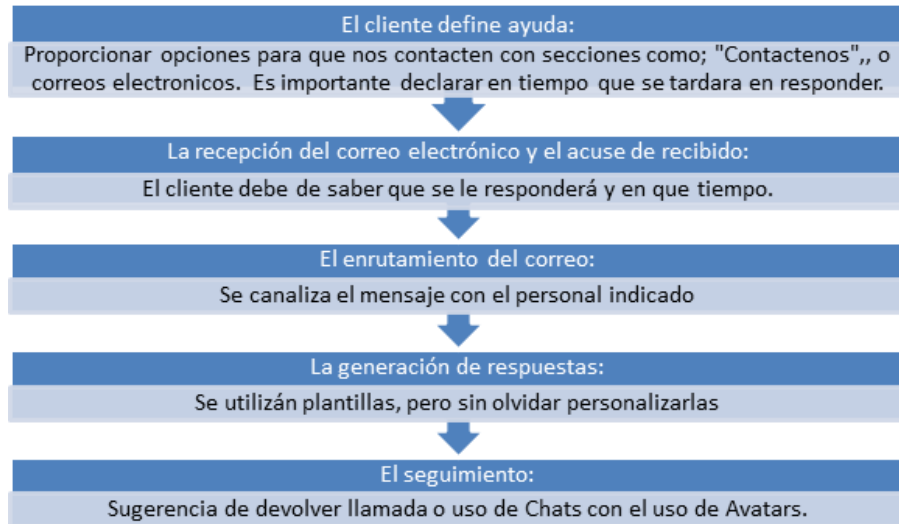 El cliente define ayuda:
Proporcionar opciones para que nos contacten con secciones como; "Contactenos",, o
correos electronicos. Es importante declarar en tiempo que se tardara en responder.
La recepción del correo electrónico y el acuse de recibido:
El cliente debe de saber que se le responderá y en que tiempo.
El enrutamiento del correo:
Se canaliza el mensaje con el personal indicado
La generación de respuestas:
Se utilizán plantillas, pero sin olvidar personalizarlas
El seguimiento:
Sugerencia de devolver llamada o uso de Chats con el uso de Avatars.